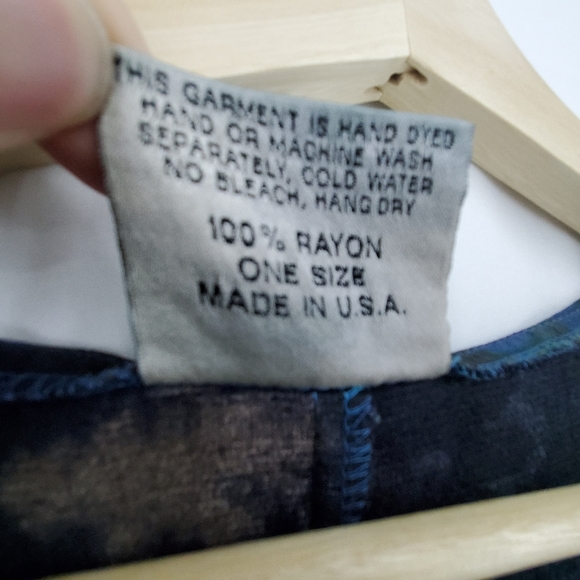 THIS GARMENT IS HAND DYED
HAND OR MACHINE WASH
SEPARATELY, COLD WATER
NO BLEACH, HANG DRY
100% RAYON
ONE SIZE
MADE IN U.S.A.